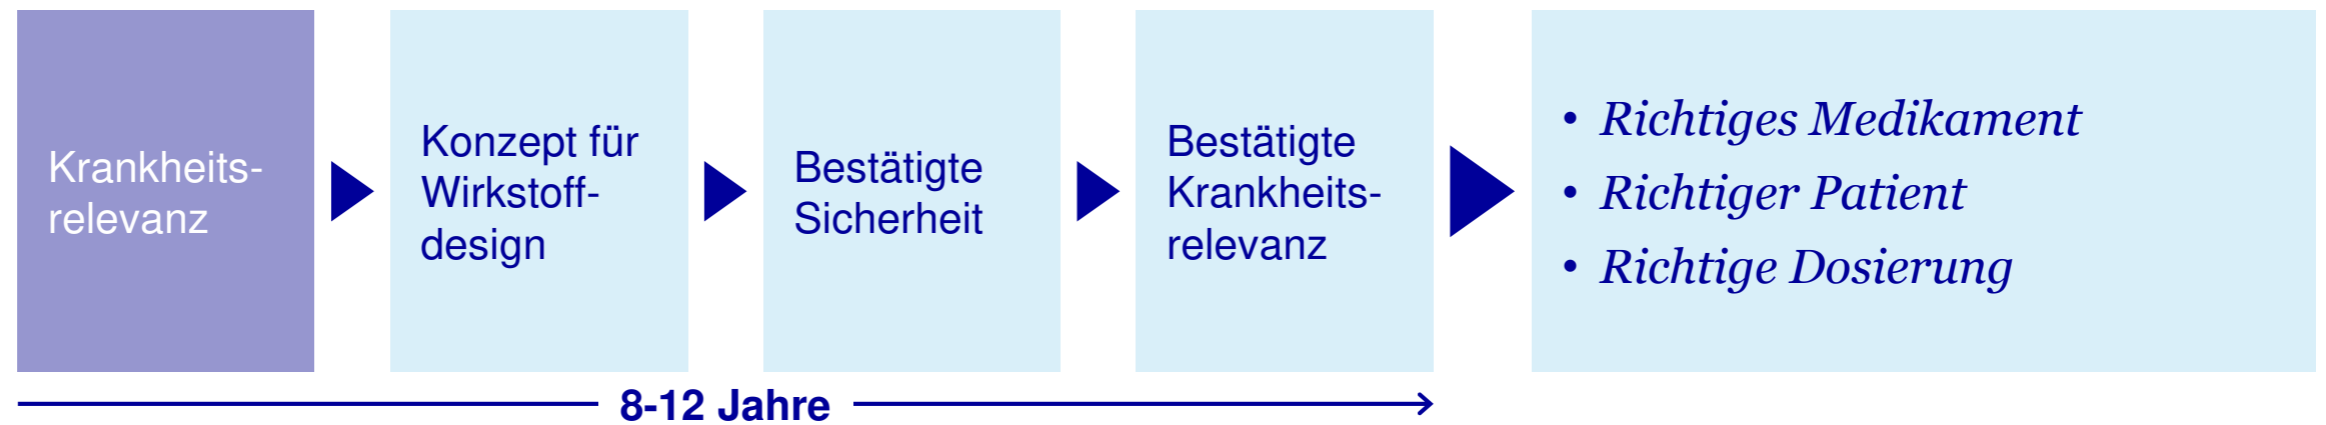 Krankheits-
relevanz
Konzept für
Wirkstoff-
design
Bestätigte
Sicherheit
Bestätigte
Krankheits-
relevanz
• Richtiges Medikament
• Richtiger Patient
• Richtige Dosierung
8-12 Jahre